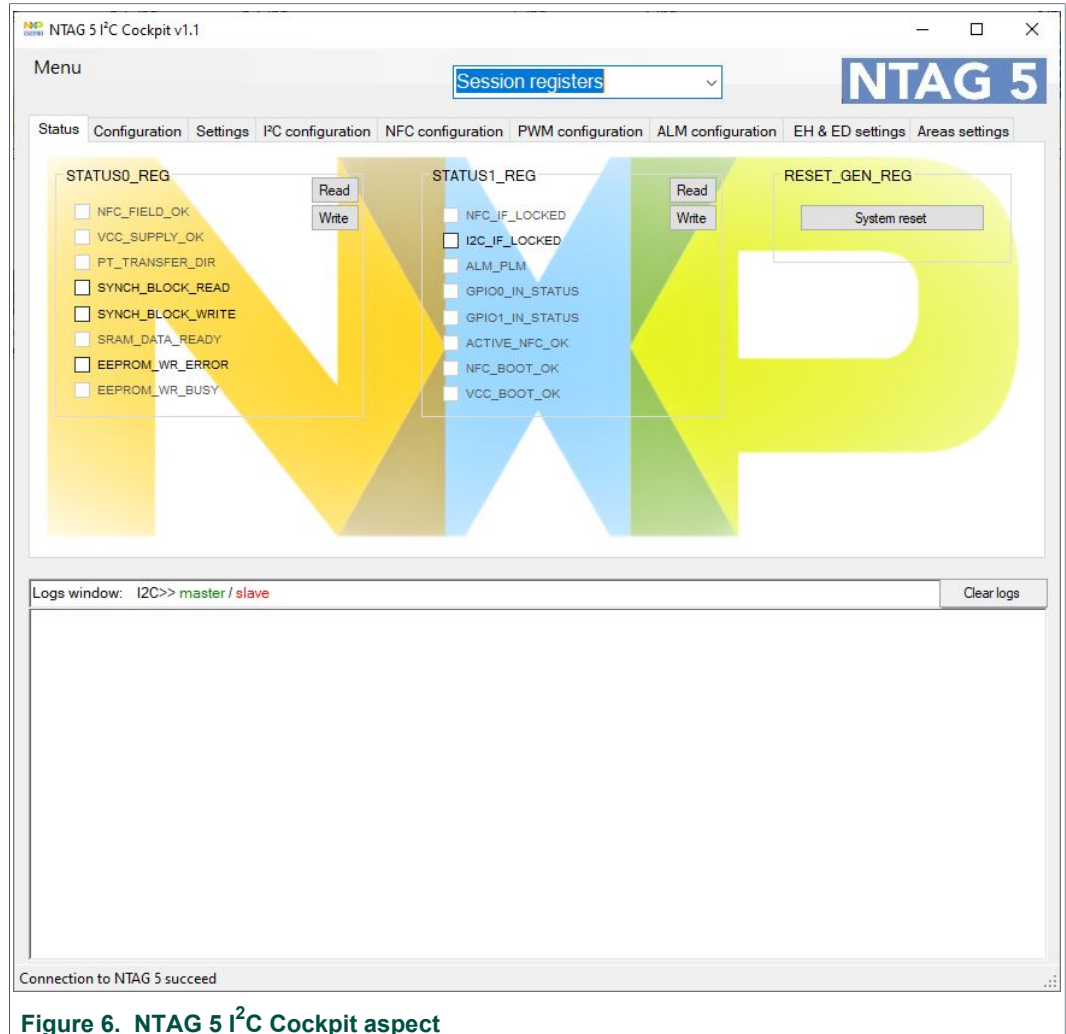 NXP NTAG 5 I²C Cockpit v1.1
Menu
Session registers
NTAG 5
Status Configuration Settings I²C configuration NFC configuration PWM configuration ALM configuration EH & ED settings Areas settings
STATUS0_REG
Read
Write
NFC_FIELD_OK
VCC_SUPPLY_OK
PT_TRANSFER_DIR
SYNCH_BLOCK_READ
SYNCH_BLOCK_WRITE
SRAM_DATA_READY
EEPROM_WR_ERROR
EEPROM_WR_BUSY
STATUS1_REG
Read
Write
NFC_IF_LOCKED
I2C_IF_LOCKED
ALM_PLM
GPIO0_IN_STATUS
GPIO1_IN_STATUS
ACTIVE_NFC_OK
NFC_BOOT_OK
VCC_BOOT_OK
RESET_GEN_REG
System reset
NXP
Logs window: I2C>> master / slave
Clear logs
Connection to NTAG 5 succeed
Figure 6. NTAG 5 I²C Cockpit aspect